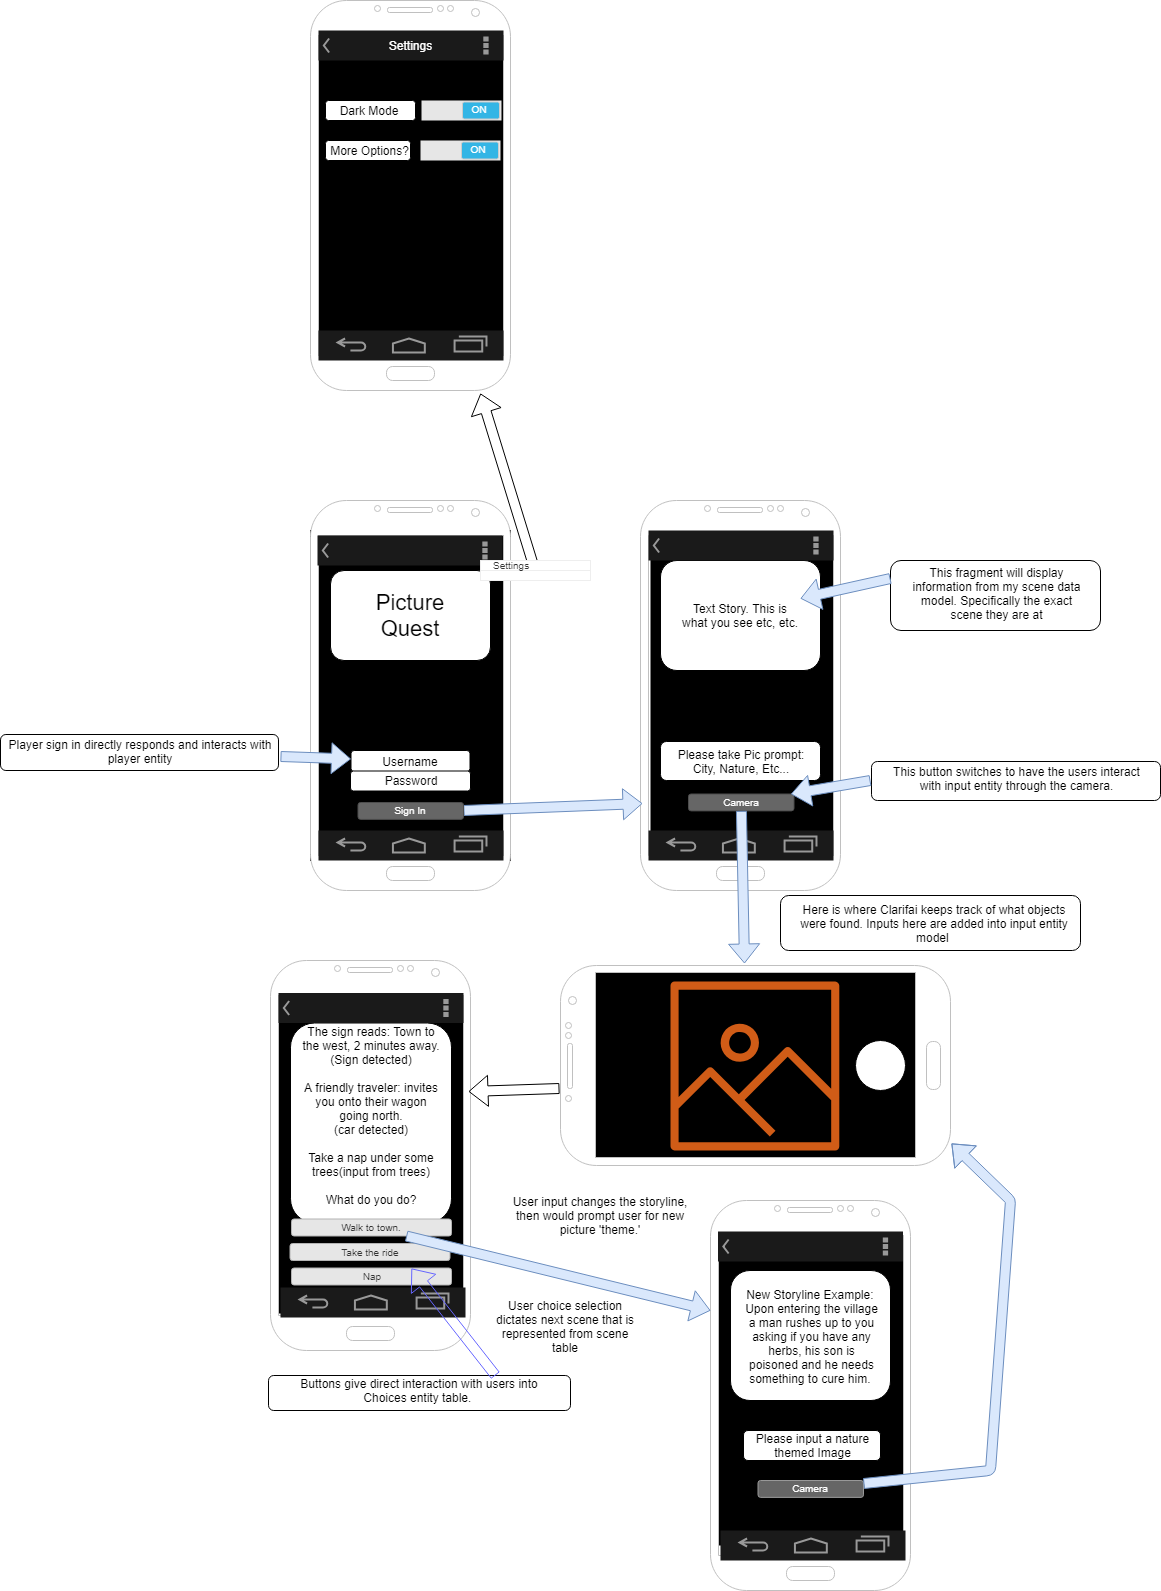 Settings
Dark Mode
ON
More Options?
ON
Settings
Picture
Quest
Player sign in directly responds and interacts with
player entity
Username
Password
Sign In
Text Story. This is
what you see etc, etc.
This fragment will display
information from my scene data
model. Specifically the exact
scene they are at
Please take Pic prompt:
City, Nature, Etc...
Camera
This button switches to have the users interact
with input entity through the camera.
Here is where Clarifai keeps track of what objects
were found. Inputs here are added into input entity
model
The sign reads: Town to
the west, 2 minutes away.
(Sign detected)
A friendly traveler: invites
you onto their wagon
going north.
(car detected)
Take a nap under some
trees(input from trees)
What do you do?
Walk to town.
Take the ride
Nap
User input changes the storyline,
then would prompt user for new
picture 'theme.'
User choice selection
dictates next scene that is
represented from scene
table
Buttons give direct interaction with users into
Choices entity table.
New Storyline Example:
Upon entering the village
a man rushes up to you
asking if you have any
herbs, his son is
poisoned and he needs
something to cure him.
Please input a nature
themed Image
Camera